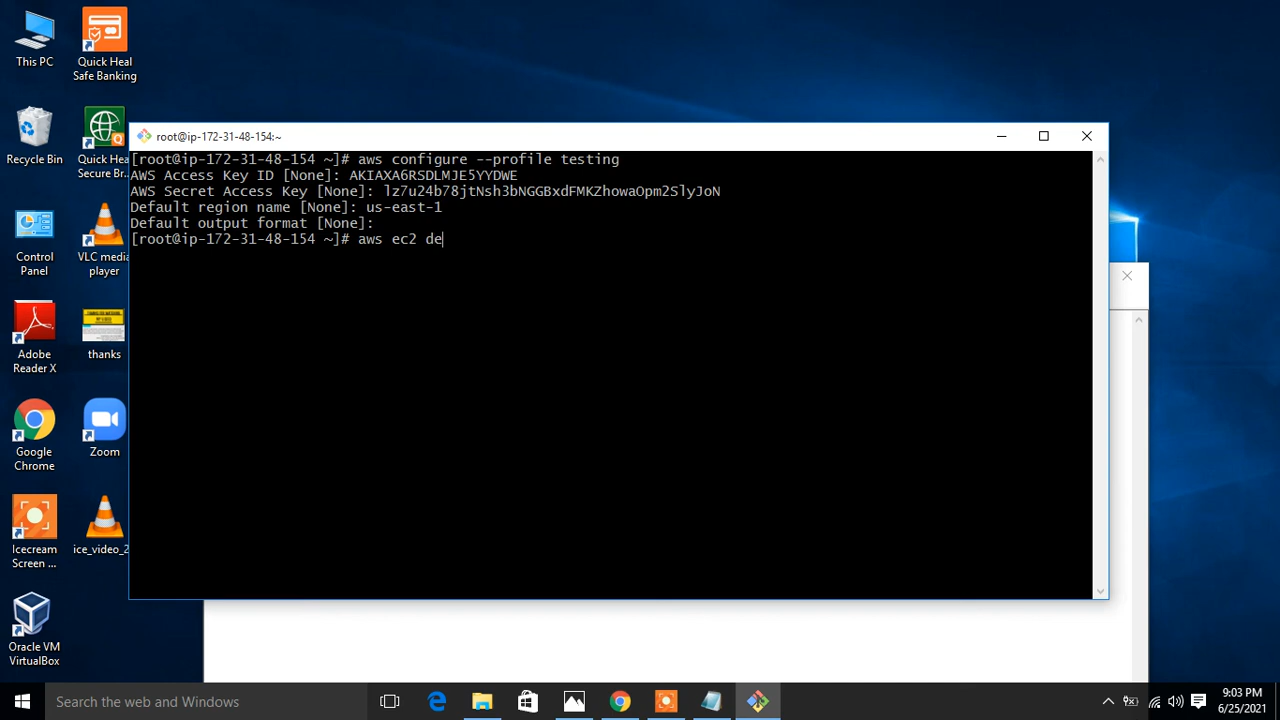 This PC
Quick Heal
Safe Banking
Recycle Bin
Quick Hea
Secure Br...
Control
Panel
VLC media
player
Adobe
Reader X
thanks
Google
Chrome
Zoom
Icecream
Screen ...
ice_video_2
Oracle VM
VirtualBox
root@ip-172-31-48-154:~
[root@ip-172-31-48-154 ~]# aws configure --profile testing
AWS Access Key ID [None]: AKIAXA6RSDLMJE5YYDWE
AWS Secret Access Key [None]: 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
Default region name [None]: us-east-1
Default output format [None]:
[root@ip-172-31-48-154 ~]# aws ec2 de
Search the web and Windows
9:03 PM
6/25/2021